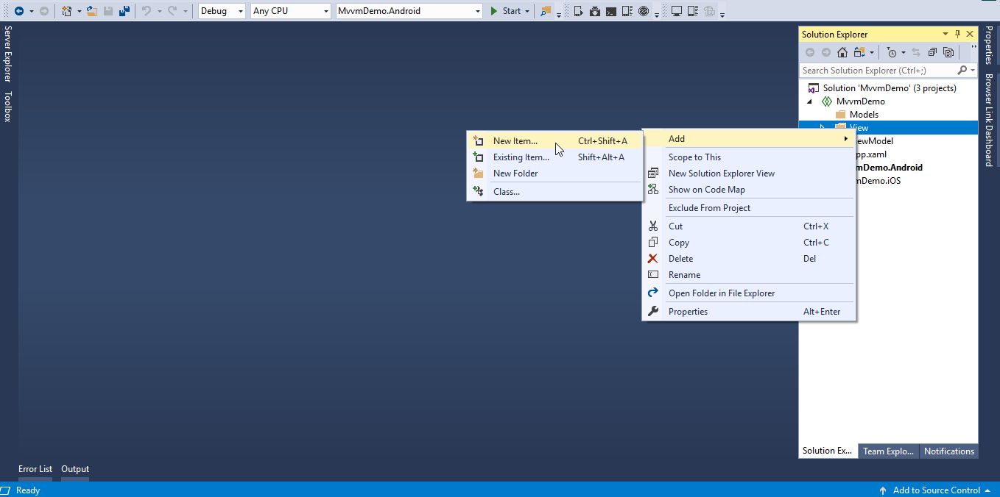 Debug
Any CPU
MvvmDemo.Android
Start
Server Explorer
Toolbox
Solution Explorer
Search Solution Explorer (Ctrl+;)
Solution 'MvvmDemo' (3 projects)
MvvmDemo
Models
View
ewModel
pp.xaml
mDemo.Android
mDemo.iOS
New Item... Ctrl+Shift+A
Existing Item... Shift+Alt+A
New Folder
Class...
Add
Scope to This
New Solution Explorer View
Show on Code Map
Exclude From Project
Cut Ctrl+X
Copy Ctrl+C
Delete Del
Rename
Open Folder in File Explorer
Properties Alt+Enter
Properties
Browser Link Dashboard
Solution Ex... Team Explo... Notifications
Error List Output
Ready
Add to Source Control